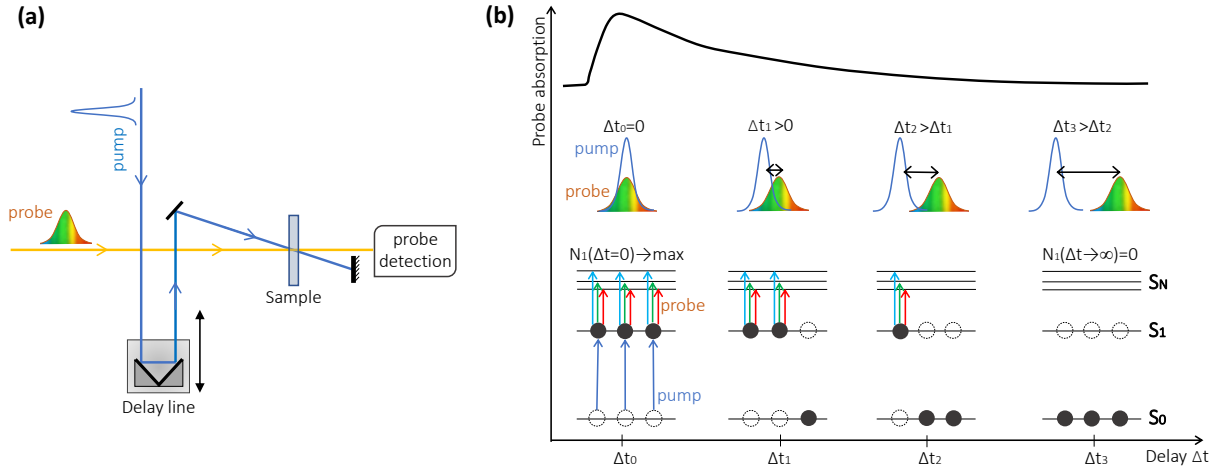 (a)
pump
probe
probe
detection
Sample
Delay line
(b)
Probe absorption
Δt₀=0
Δt₁>0
Δt₂>Δt₁
Δt₃>Δt₂
pump
probe
N₁(Δt=0)→max
N₁(Δt→∞)=0
Sɴ
probe
S₁
pump
S₀
Δt₀
Δt₁
Δt₂
Δt₃
Delay Δt